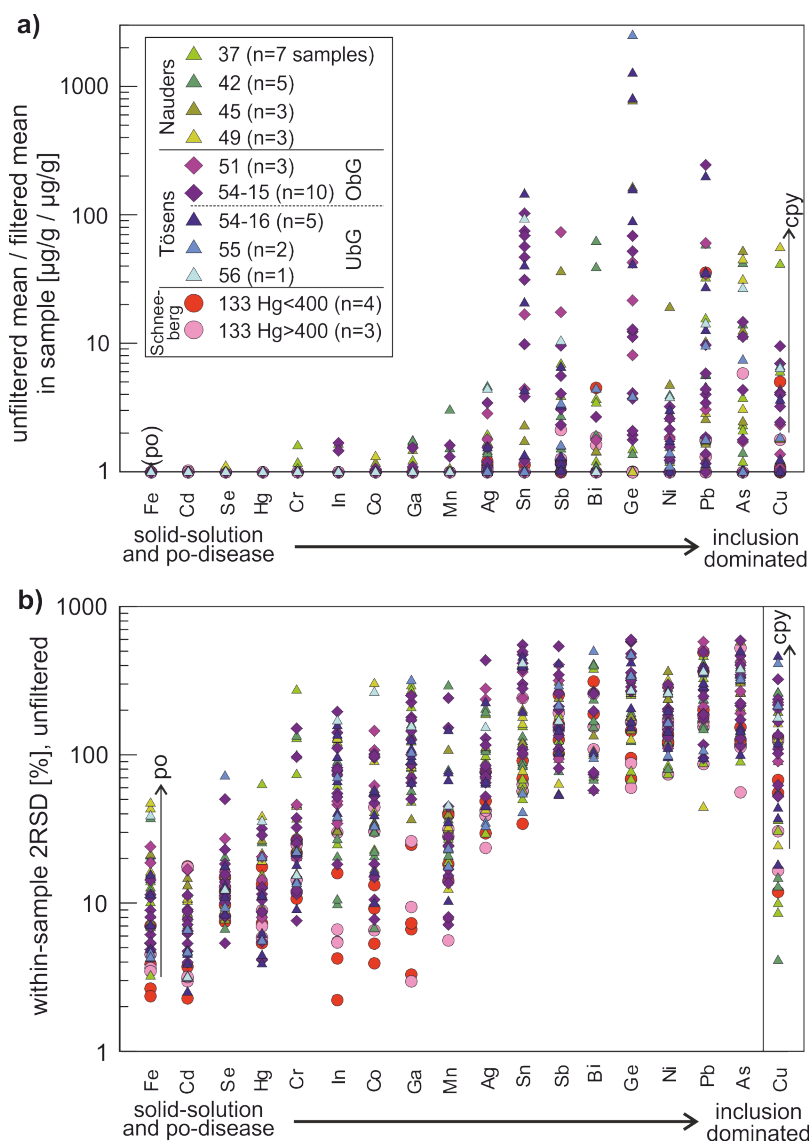 a)
unfiltererd mean / filtered mean
in sample [µg/g / µg/g]
1000
100
10
1
Nauders
37 (n=7 samples)
42 (n=5)
45 (n=3)
49 (n=3)
Tösens
51 (n=3)
54-15 (n=10)
ObG
54-16 (n=5)
55 (n=2)
56 (n=1)
UbG
Schnee-
berg
133 Hg<400 (n=4)
133 Hg>400 (n=3)
(po)
cpy
Fe
Cd
Se
Hg
Cr
In
Co
Ga
Mn
Ag
Sn
Sb
Bi
Ge
Ni
Pb
As
Cu
solid-solution
and po-disease
inclusion
dominated
b)
within-sample 2RSD [%], unfiltered
1000
100
10
1
po
cpy
Fe
Cd
Se
Hg
Cr
In
Co
Ga
Mn
Ag
Sn
Sb
Bi
Ge
Ni
Pb
As
Cu
solid-solution
and po-disease
inclusion
dominated